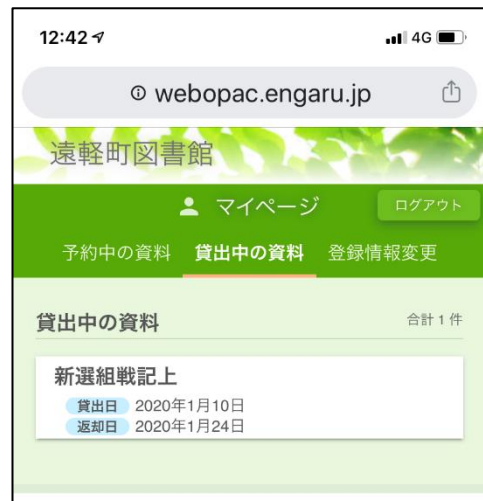 12:42 4G
webopac.engaru.jp
遠軽町図書館
マイページ ログアウト
予約中の資料 貸出中の資料 登録情報変更
貸出中の資料 合計 1 件
新選組戦記上
貸出日 2020年1月10日
返却日 2020年1月24日